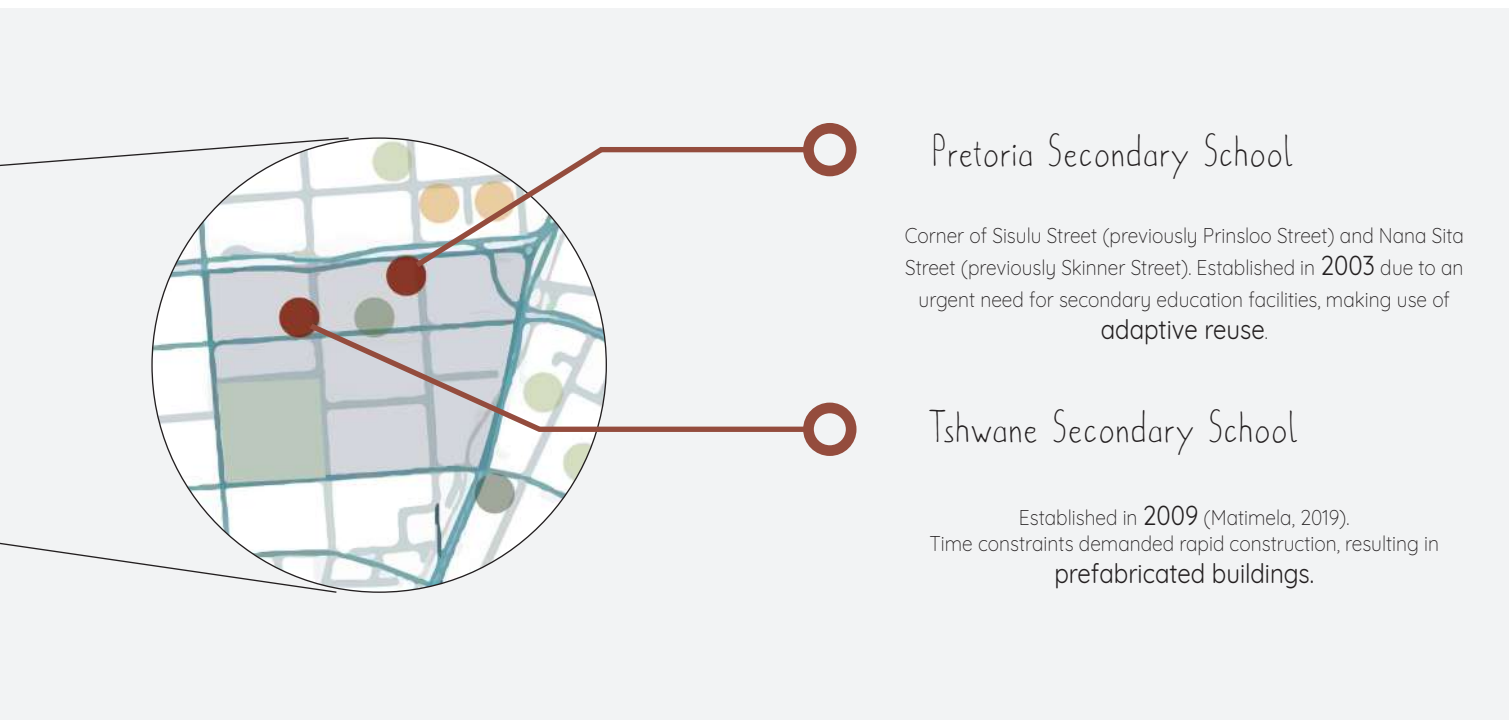 Pretoria Secondary School
Corner of Sisulu Street (previously Prinsloo Street) and Nana Sita
Street (previously Skinner Street). Established in 2003 due to an
urgent need for secondary education facilities, making use of
adaptive reuse.
Tshwane Secondary School
Established in 2009 (Matimela, 2019).
Time constraints demanded rapid construction, resulting in
prefabricated buildings.